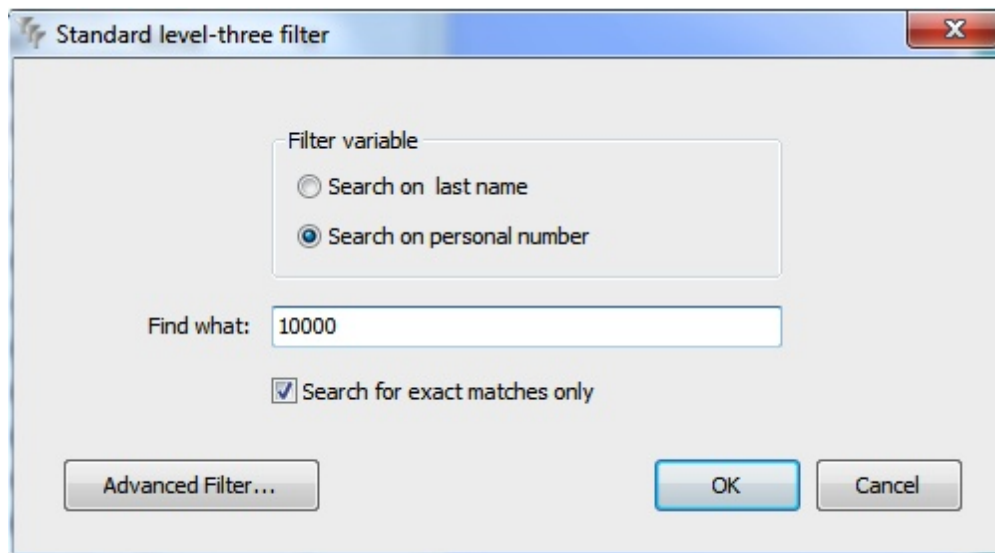 Standard level-three filter
Filter variable
Search on last name
Search on personal number
Find what: 10000
Search for exact matches only
Advanced Filter... OK Cancel